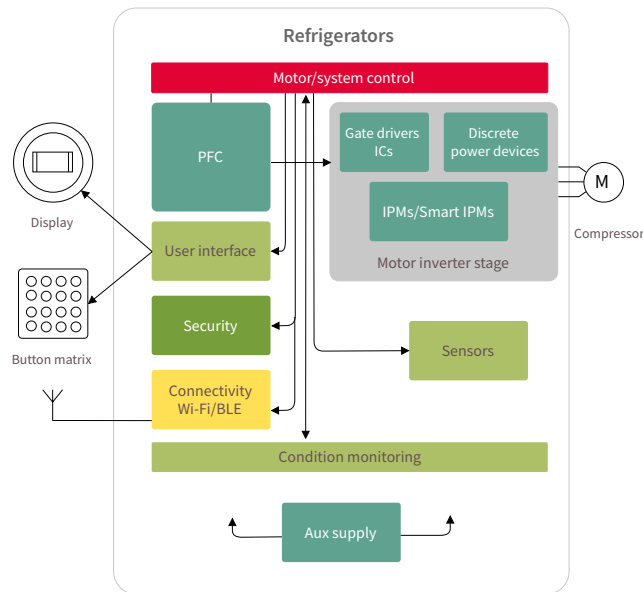 Refrigerators
Motor/system control
PFC
Gate drivers
ICs
Discrete
power devices
IPMs/Smart IPMs
Motor inverter stage
M
Compressor
Display
User interface
Button matrix
Security
Sensors
Connectivity
Wi-Fi/BLE
Condition monitoring
Aux supply